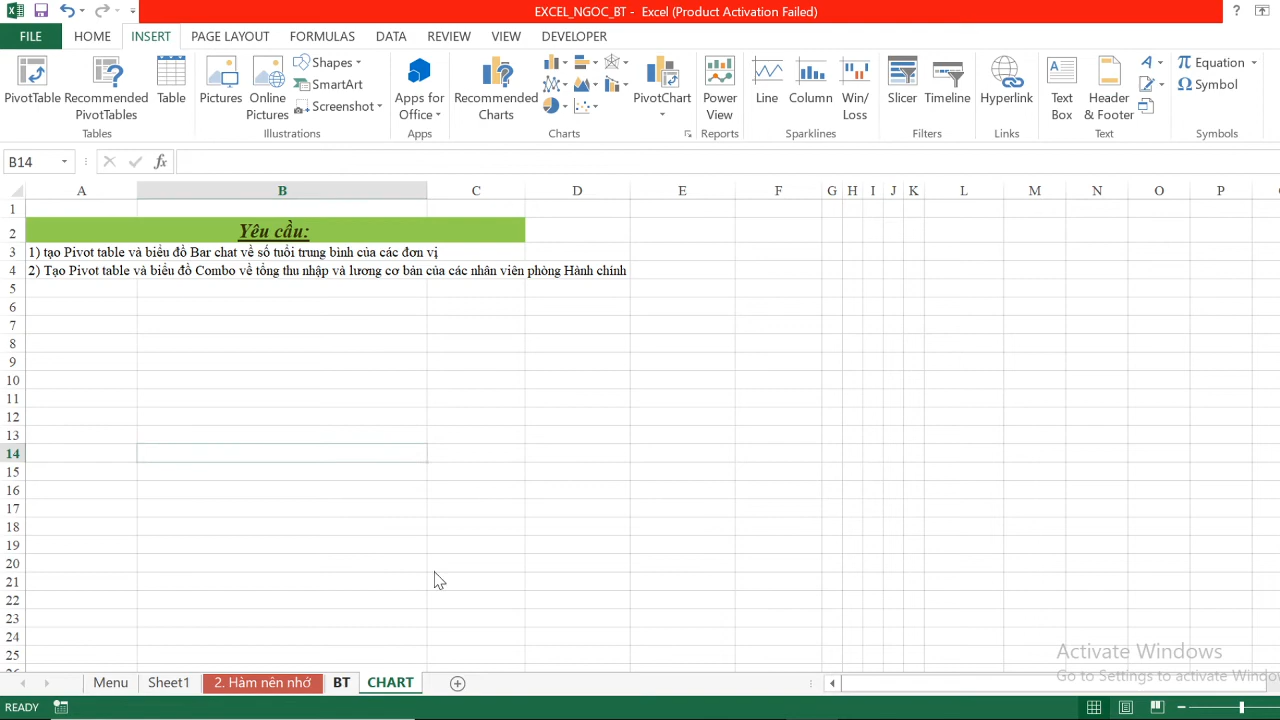 EXCEL_NGOC_BT - Excel (Product Activation Failed)
FILE HOME INSERT PAGE LAYOUT FORMULAS DATA REVIEW VIEW DEVELOPER
PivotTable
Recommended
PivotTables
Table
Tables
Pictures
Online
Pictures
Shapes
SmartArt
Screenshot
Illustrations
Apps for
Office
Apps
Recommended
Charts
PivotChart
Charts
Power
View
Reports
Line
Column
Win/
Loss
Sparklines
Slicer
Timeline
Filters
Hyperlink
Links
Text
Box
Header
& Footer
Text
Equation
Symbol
Symbols
B14
fx
A B C D E F G H I J K L M N O P
1
2 Yêu cầu:
3 1) tạo Pivot table và biểu đồ Bar chat về số tuổi trung bình của các đơn vị
4 2) Tạo Pivot table và biểu đồ Combo về tổng thu nhập và lương cơ bản của các nhân viên phòng Hành chính
5
6
7
8
9
10
11
12
13
14
15
16
17
18
19
20
21
22
23
24
25
Activate Windows
Go to Settings to activate Window
Menu Sheet1 2. Hàm nên nhớ BT CHART
READY